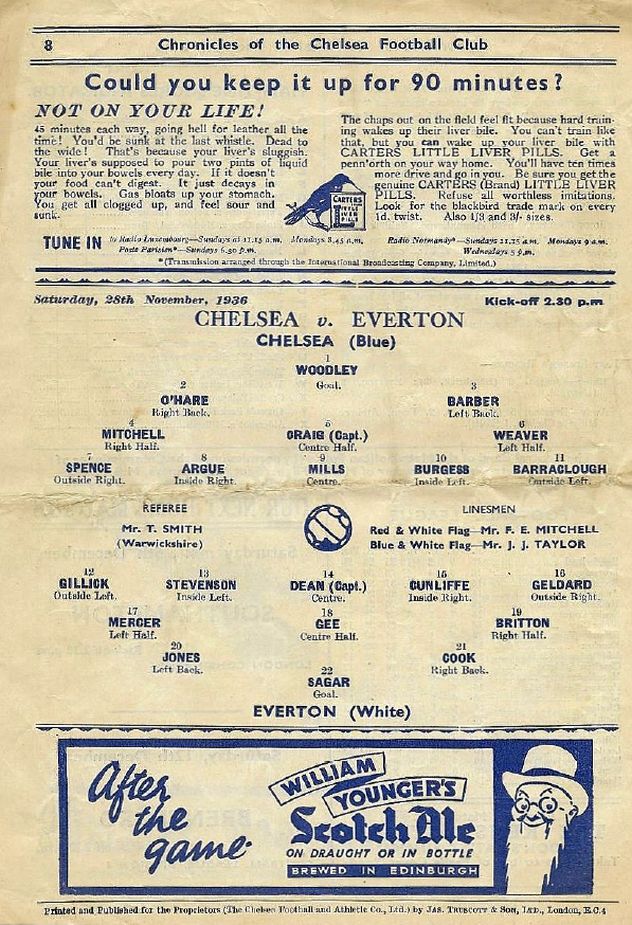 8
Chronicles of the Chelsea Football Club
Could you keep it up for 90 minutes?
NOT ON YOUR LIFE!
45 minutes each way, going hell for leather all the
time! You'd be sunk at the last whistle. Dead to
the wide! That's because your liver's sluggish.
Your liver's supposed to pour two pints of liquid
bile into your bowels every day. If it doesn't
your food can't digest. It just decays in
your bowels. Gas bloats up your stomach.
You get all clogged up, and feel sour and
sunk.
The chaps out on the field feel fit because hard train-
ing wakes up their liver bile. You can't train like
that, but you can wake up your liver bile with
CARTERS LITTLE LIVER PILLS. Get a
penn'orth on your way home. You'll have ten times
more drive and go in you. Be sure you get the
genuine CARTERS (Brand) LITTLE LIVER
PILLS. Refuse all worthless imitations.
Look for the blackbird trade mark on every
1d. twist. Also 1/3 and 3/- sizes.
CARTERS
LITTLE
LIVER
PILLS
TUNE IN to Radio Luxembourg—Sundays at 11.15 a.m. Mondays 8.45 a.m. Radio Normandy*—Sundays 11.15 a.m. Mondays 9 a.m.
Poste Parisien*—Sundays 6.30 p.m. Wednesdays 5 p.m.
*(Transmission arranged through the International Broadcasting Company, Limited.)
Saturday, 28th November, 1936 Kick-off 2.30 p.m
CHELSEA v. EVERTON
CHELSEA (Blue)
1
WOODLEY
Goal.
2 3
O'HARE BARBER
Right Back. Left Back.
4 5 6
MITCHELL CRAIG (Capt.) WEAVER
Right Half. Centre Half. Left Half.
7 8 9 10 11
SPENCE ARGUE MILLS BURGESS BARRACLOUGH
Outside Right. Inside Right. Centre. Inside Left. Outside Left.
REFEREE LINESMEN
Mr. T. SMITH Red & White Flag—Mr. F. E. MITCHELL
(Warwickshire) Blue & White Flag—Mr. J. J. TAYLOR
12 13 14 15 16
GILLICK STEVENSON DEAN (Capt.) CUNLIFFE GELDARD
Outside Left. Inside Left. Centre. Inside Right. Outside Right.
17 18 19
MERCER GEE BRITTON
Left Half. Centre Half. Right Half.
20 21
JONES COOK
Left Back. Right Back.
22
SAGAR
Goal.
EVERTON (White)
After
the
game
WILLIAM
YOUNGER'S
Scotch Ale
ON DRAUGHT OR IN BOTTLE
BREWED IN EDINBURGH
Printed and Published for the Proprietors (The Chelsea Football and Athletic Co., Ltd.) by JAS. TRUSCOTT & SON, LTD., London, E.C.4